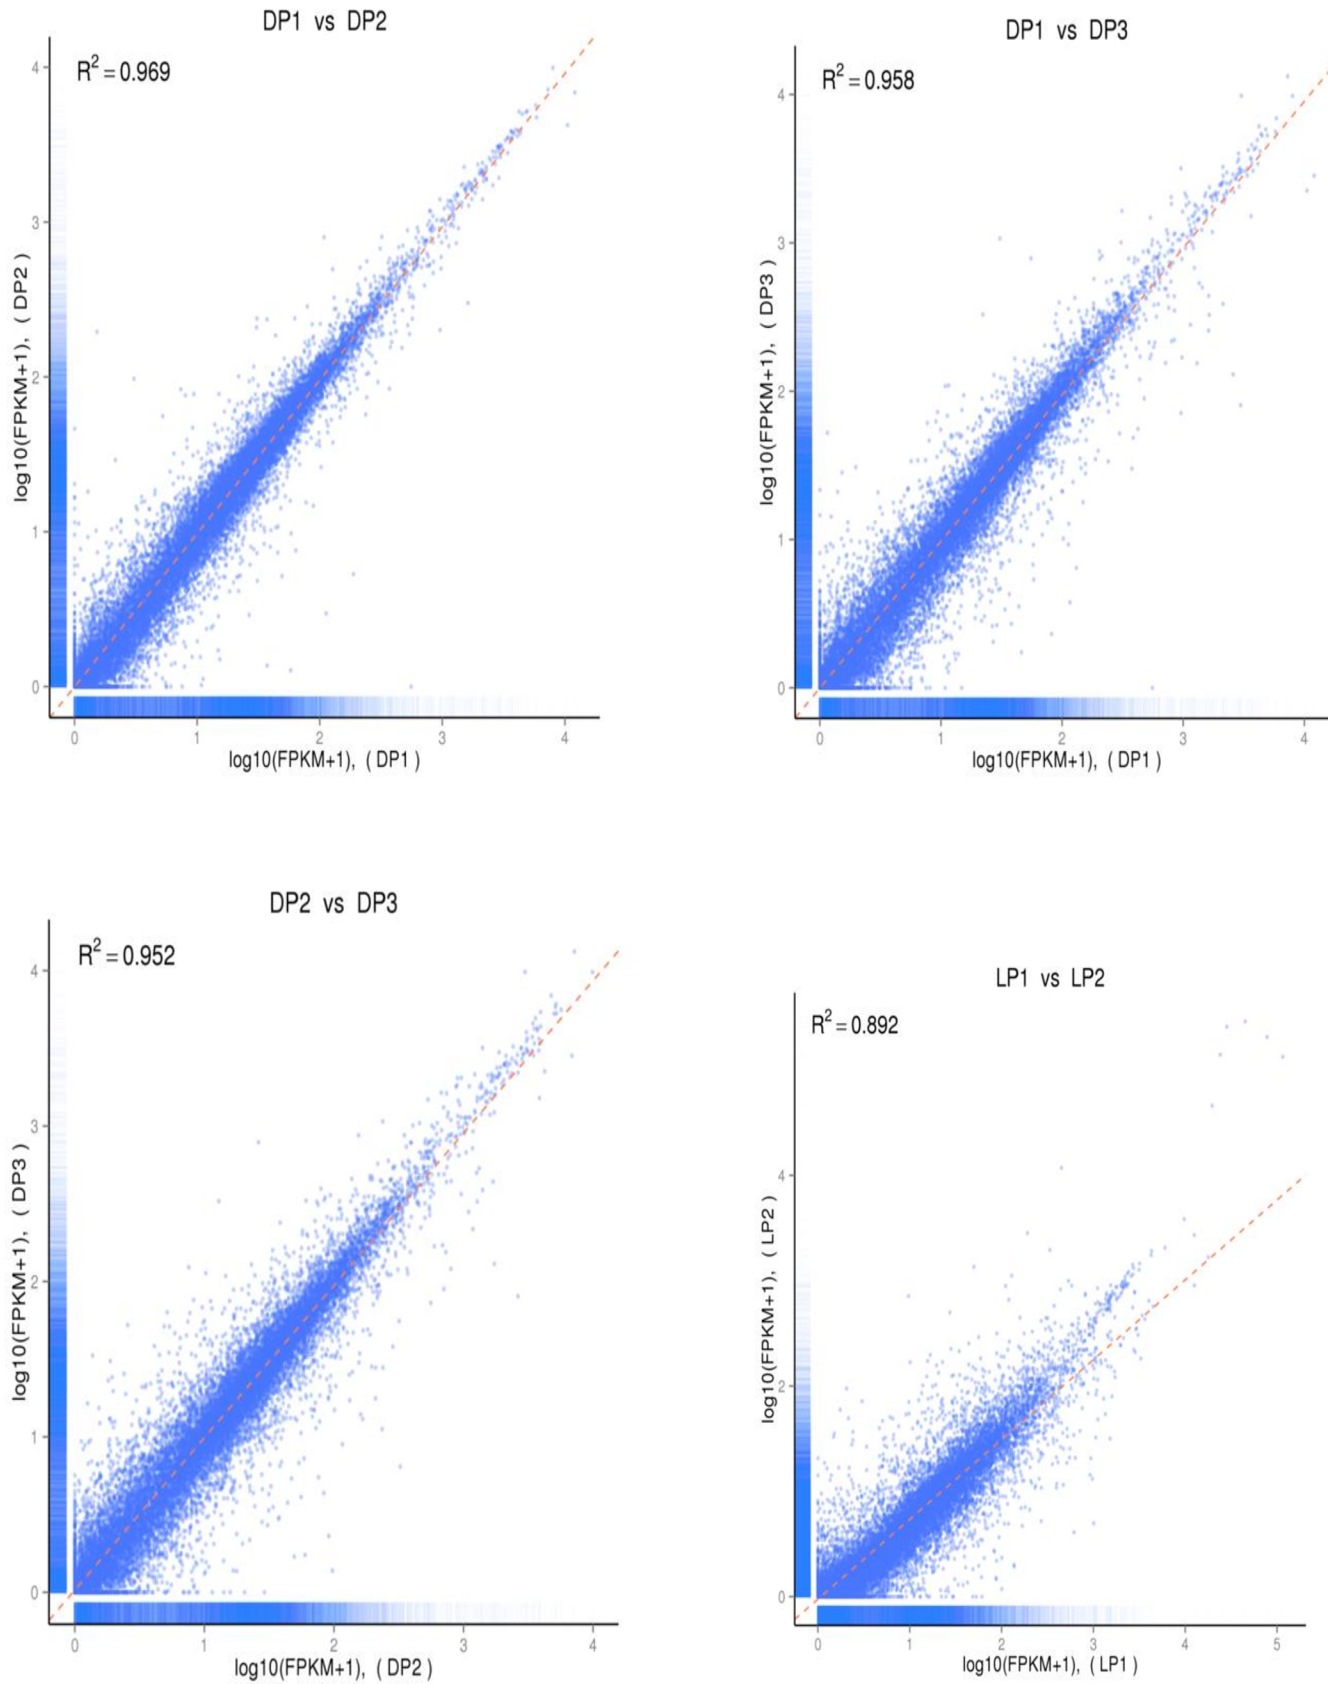 DP1 vs DP2
R² = 0.969
4
3
2
1
0
log10(FPKM+1), ( DP2 )
0 1 2 3 4
log10(FPKM+1), ( DP1 )
DP1 vs DP3
R² = 0.958
4
3
2
1
0
log10(FPKM+1), ( DP3 )
0 1 2 3 4
log10(FPKM+1), ( DP1 )
DP2 vs DP3
R² = 0.952
4
3
2
1
0
log10(FPKM+1), ( DP3 )
0 1 2 3 4
log10(FPKM+1), ( DP2 )
LP1 vs LP2
R² = 0.892
4
2
0
log10(FPKM+1), ( LP2 )
0 1 2 3 4 5
log10(FPKM+1), ( LP1 )